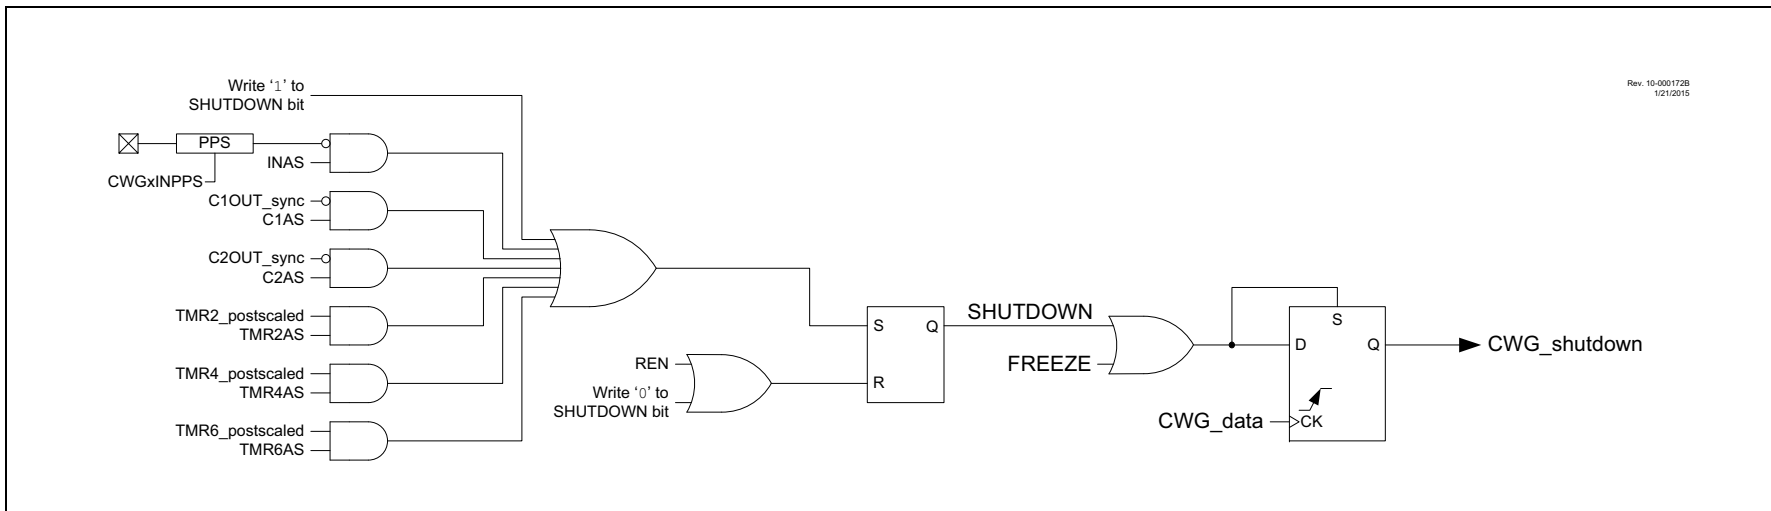 Write ‘1’ to
SHUTDOWN bit
Rev. 10-000172B
1/21/2015
PPS
INAS
CWGxINPPS
C1OUT_sync
C1AS
C2OUT_sync
C2AS
TMR2_postscaled
TMR2AS
TMR4_postscaled
TMR4AS
TMR6_postscaled
TMR6AS
REN
Write ‘0’ to
SHUTDOWN bit
S
Q
R
SHUTDOWN
FREEZE
S
D
Q
CWG_data
CK
CWG_shutdown